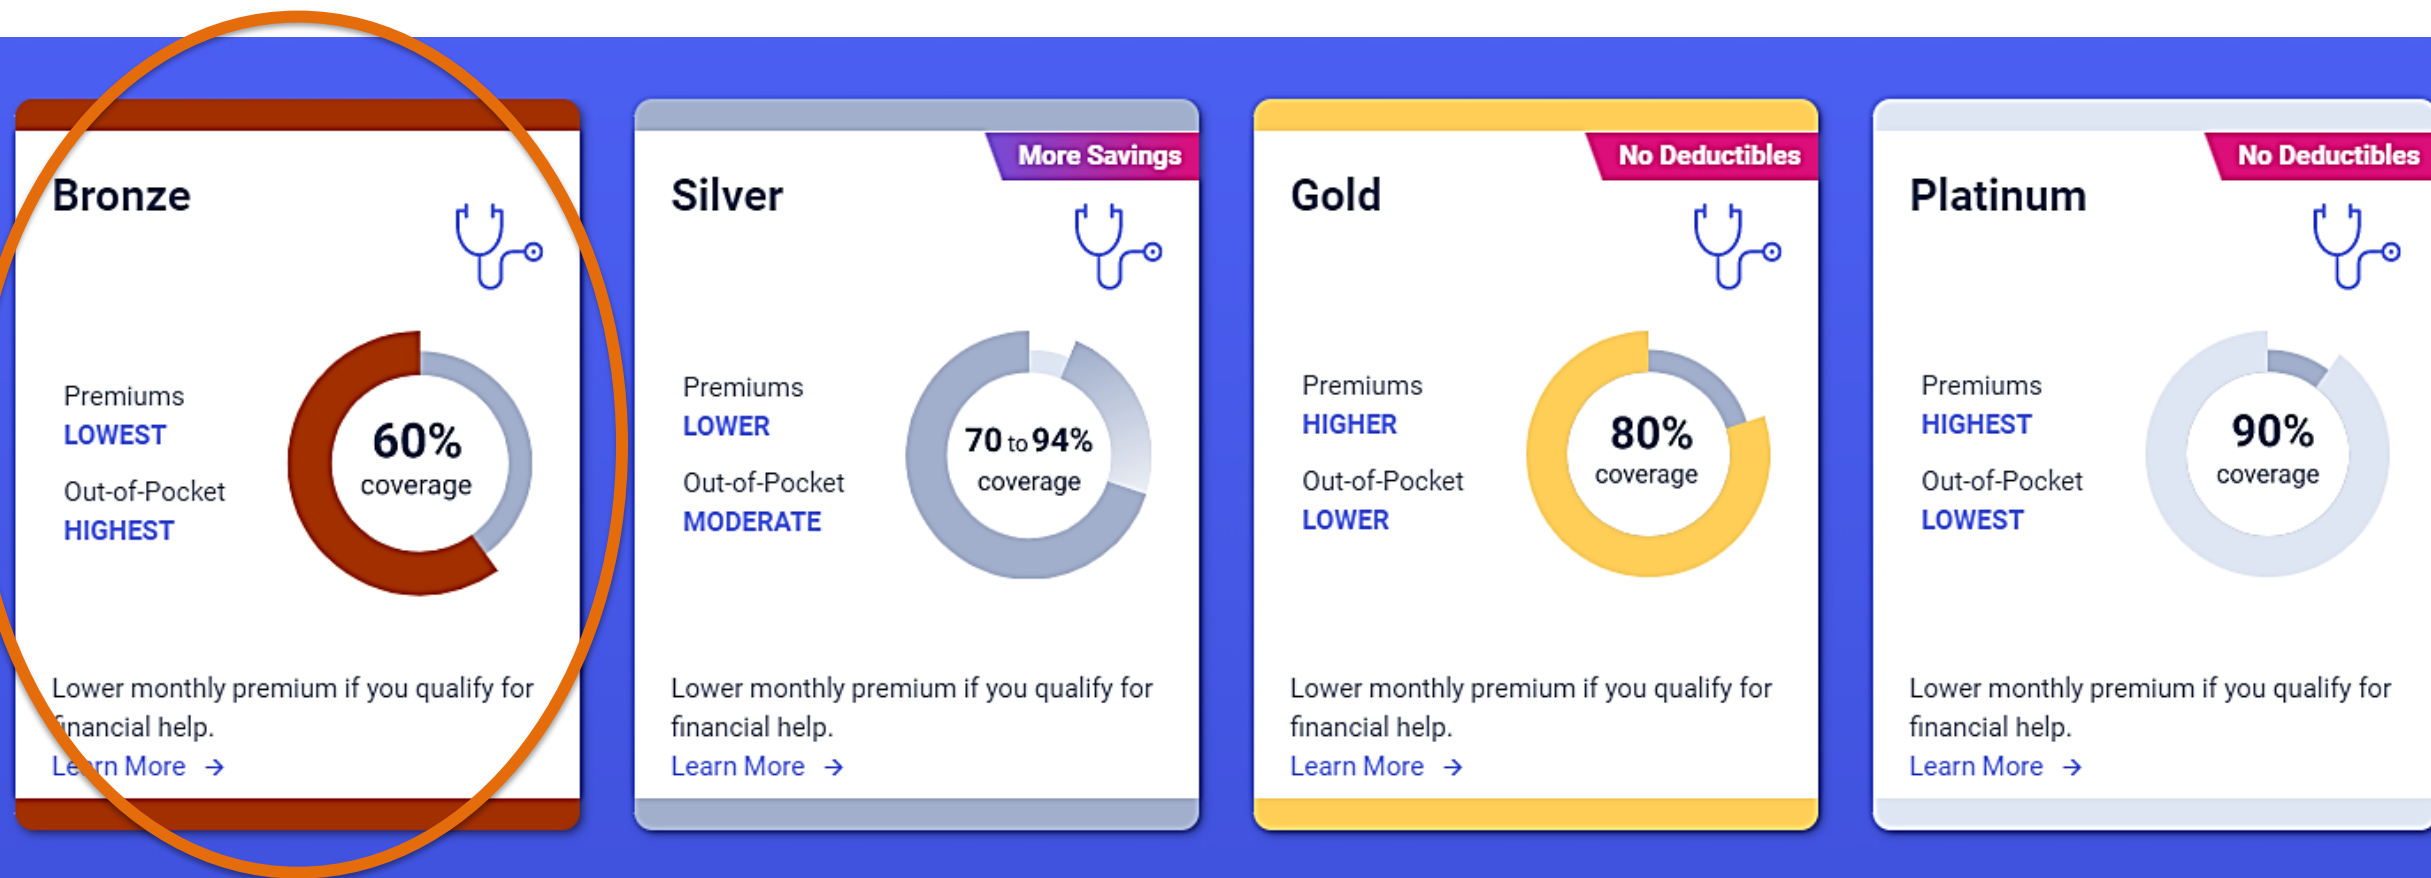 Bronze
Premiums
LOWEST
Out-of-Pocket
HIGHEST
60%
coverage
Lower monthly premium if you qualify for
financial help.
Learn More →
More Savings
Silver
Premiums
LOWER
Out-of-Pocket
MODERATE
70 to 94%
coverage
Lower monthly premium if you qualify for
financial help.
Learn More →
No Deductibles
Gold
Premiums
HIGHER
Out-of-Pocket
LOWER
80%
coverage
Lower monthly premium if you qualify for
financial help.
Learn More →
No Deductibles
Platinum
Premiums
HIGHEST
Out-of-Pocket
LOWEST
90%
coverage
Lower monthly premium if you qualify for
financial help.
Learn More →